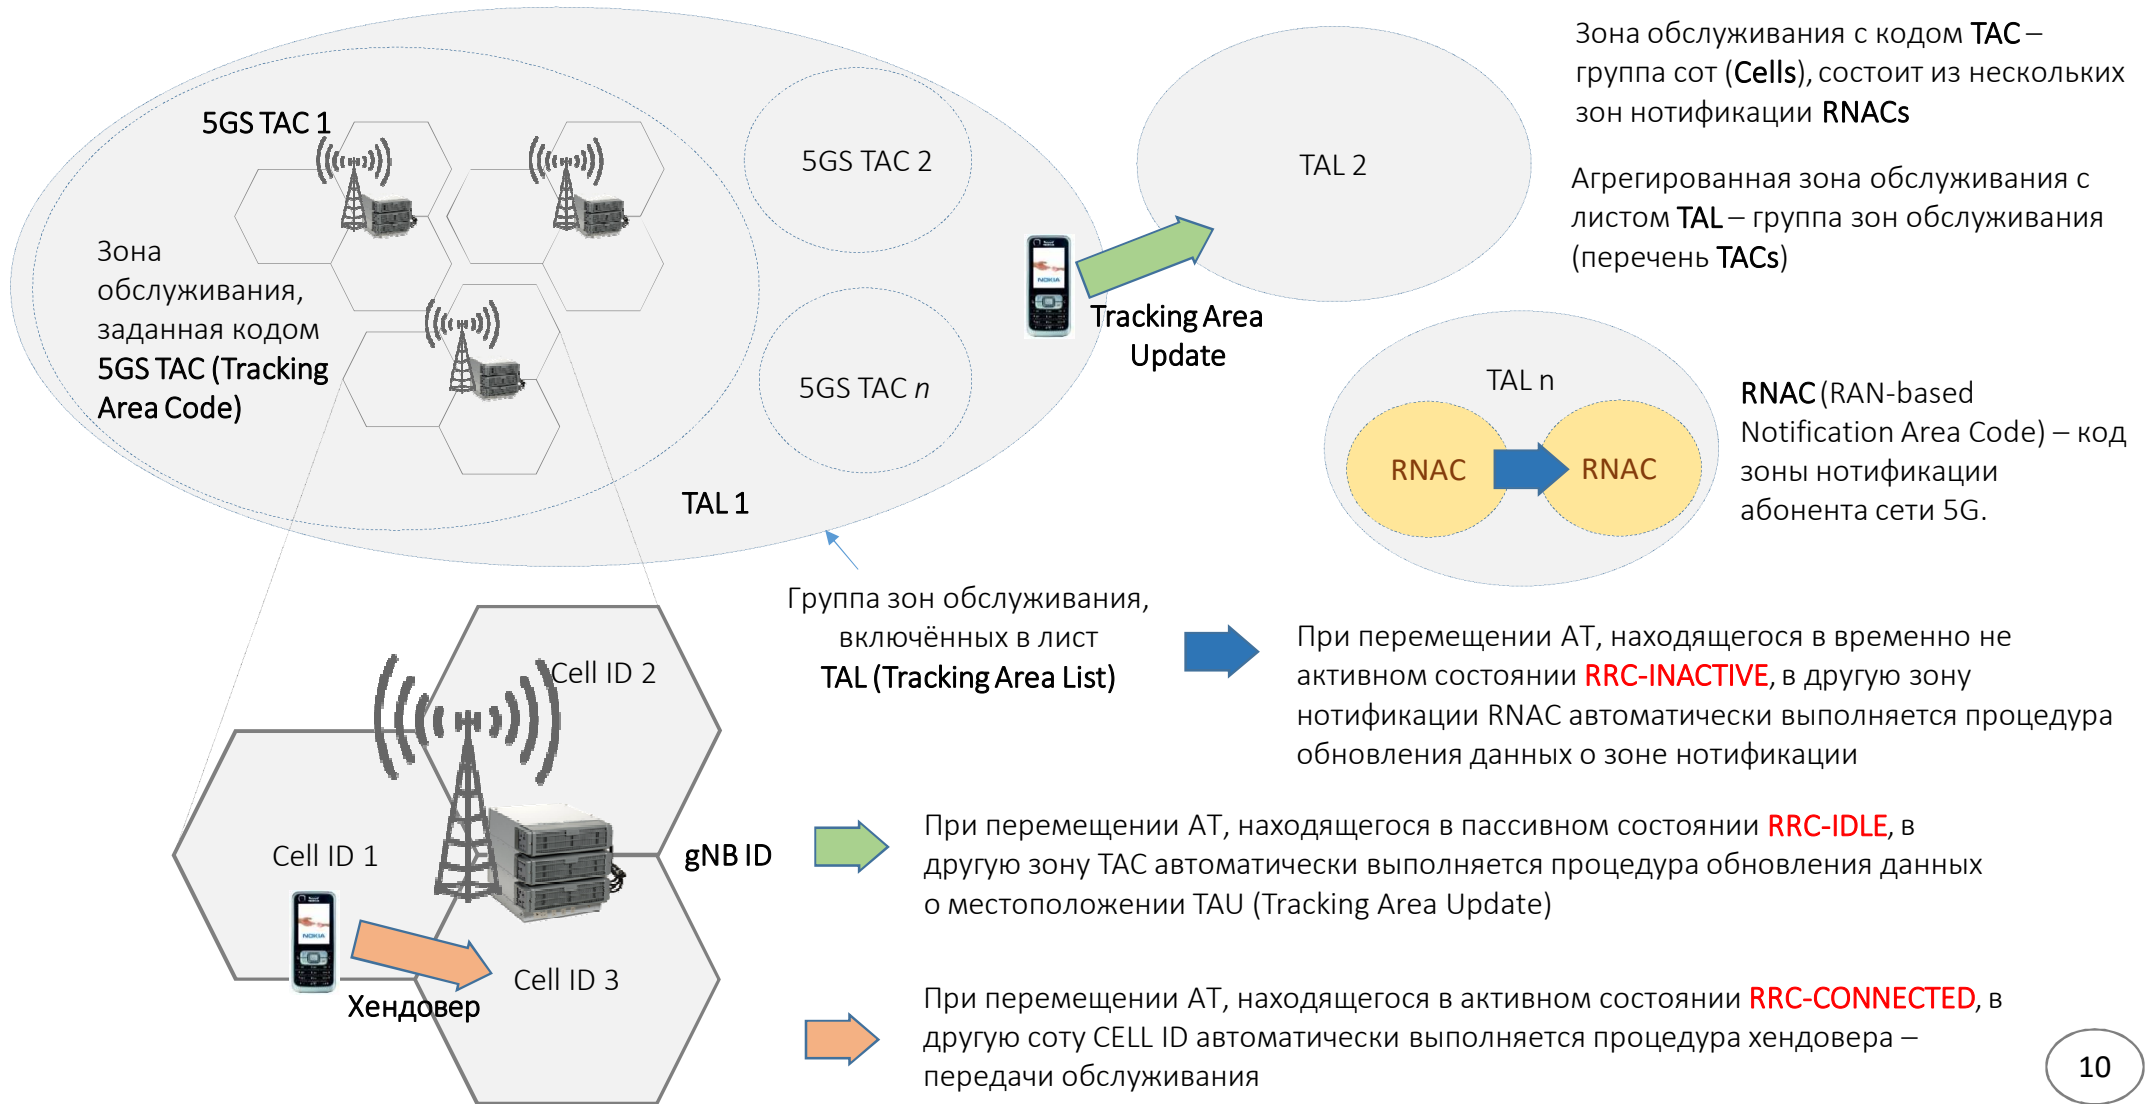 Зона обслуживания с кодом TAC –
группа сот (Cells), состоит из нескольких
зон нотификации RNACs
Агрегированная зона обслуживания с
листом TAL – группа зон обслуживания
(перечень TACs)
5GS TAC 1
5GS TAC 2
TAL 2
Зона
обслуживания,
заданная кодом
5GS TAC (Tracking
Area Code)
NOKIA
Tracking Area
Update
5GS TAC n
TAL n
RNAC
RNAC
RNAC (RAN-based
Notification Area Code) – код
зоны нотификации
абонента сети 5G.
TAL 1
Группа зон обслуживания,
включённых в лист
TAL (Tracking Area List)
При перемещении АТ, находящегося в временно не
активном состоянии RRC-INACTIVE, в другую зону
нотификации RNAC автоматически выполняется процедура
обновления данных о зоне нотификации
Cell ID 2
Cell ID 1
gNB ID
NOKIA
Cell ID 3
Хендовер
При перемещении АТ, находящегося в пассивном состоянии RRC-IDLE, в
другую зону TAC автоматически выполняется процедура обновления данных
о местоположении TAU (Tracking Area Update)
При перемещении АТ, находящегося в активном состоянии RRC-CONNECTED, в
другую соту CELL ID автоматически выполняется процедура хендовера –
передачи обслуживания
10